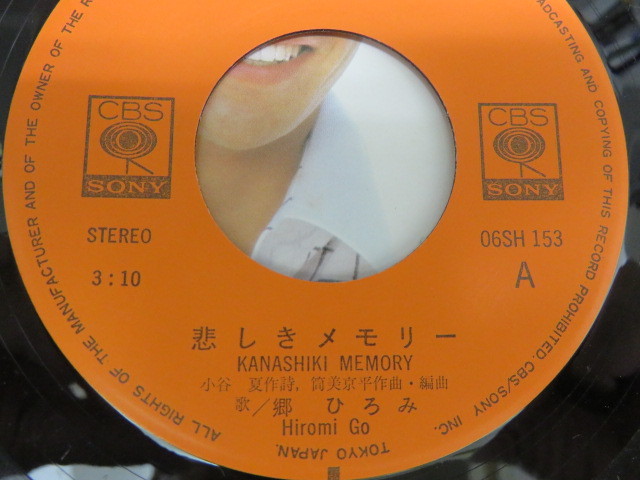 CBS
SONY
CBS
SONY
STEREO
06SH 153
3:10
A
悲しきメモリー
KANASHIKI MEMORY
小谷 夏作詩, 筒美京平作曲・編曲
歌/郷 ひろみ
Hiromi Go
ALL RIGHTS OF THE MANUFACTURER AND OF THE OWNER OF THE R
OADCASTING AND COPYING OF THIS RECORD PROHIBITED. CBS/SONY INC. TOKYO JAPAN.